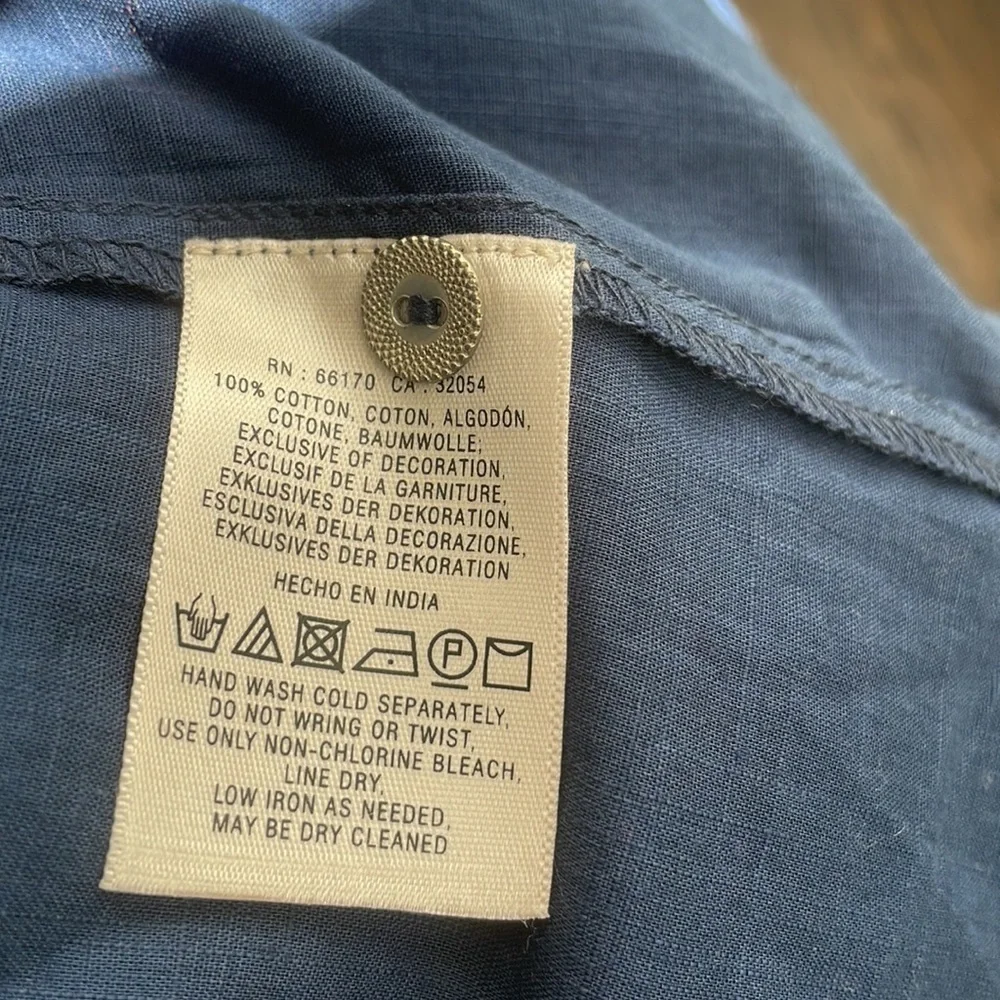 RN : 66170 CA : 32054
100% COTTON, COTON, ALGODÓN,
COTONE, BAUMWOLLE;
EXCLUSIVE OF DECORATION,
EXCLUSIF DE LA GARNITURE,
EXKLUSIVES DER DEKORATION,
ESCLUSIVA DELLA DECORAZIONE,
EXKLUSIVES DER DEKORATION
HECHO EN INDIA
P
HAND WASH COLD SEPARATELY,
DO NOT WRING OR TWIST,
USE ONLY NON-CHLORINE BLEACH,
LINE DRY,
LOW IRON AS NEEDED,
MAY BE DRY CLEANED